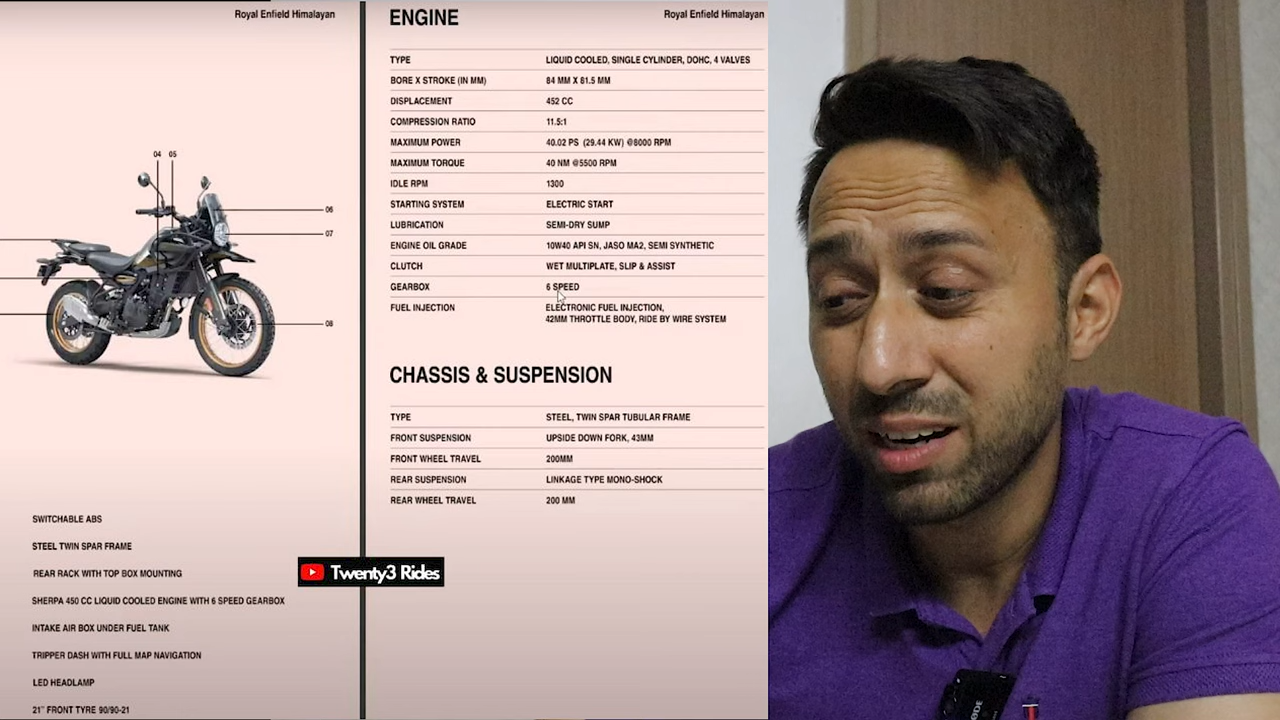 Royal Enfield Himalayan
04 05
06
07
08
SWITCHABLE ABS
STEEL TWIN SPAR FRAME
REAR RACK WITH TOP BOX MOUNTING
SHERPA 450 CC LIQUID COOLED ENGINE WITH 6 SPEED GEARBOX
INTAKE AIR BOX UNDER FUEL TANK
TRIPPER DASH WITH FULL MAP NAVIGATION
LED HEADLAMP
21" FRONT TYRE 90/90-21
ENGINE
Royal Enfield Himalayan
TYPE LIQUID COOLED, SINGLE CYLINDER, DOHC, 4 VALVES
BORE X STROKE (IN MM) 84 MM X 81.5 MM
DISPLACEMENT 452 CC
COMPRESSION RATIO 11.5:1
MAXIMUM POWER 40.02 PS (29.44 KW) @8000 RPM
MAXIMUM TORQUE 40 NM @5500 RPM
IDLE RPM 1300
STARTING SYSTEM ELECTRIC START
LUBRICATION SEMI-DRY SUMP
ENGINE OIL GRADE 10W40 API SN, JASO MA2, SEMI SYNTHETIC
CLUTCH WET MULTIPLATE, SLIP & ASSIST
GEARBOX 6 SPEED
FUEL INJECTION ELECTRONIC FUEL INJECTION,
42MM THROTTLE BODY, RIDE BY WIRE SYSTEM
CHASSIS & SUSPENSION
TYPE STEEL, TWIN SPAR TUBULAR FRAME
FRONT SUSPENSION UPSIDE DOWN FORK, 43MM
FRONT WHEEL TRAVEL 200MM
REAR SUSPENSION LINKAGE TYPE MONO-SHOCK
REAR WHEEL TRAVEL 200 MM
Twenty3 Rides